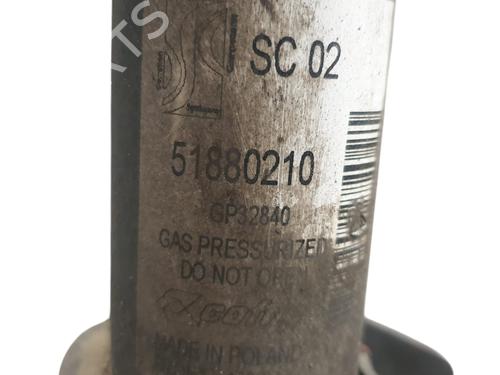 SC 02
51880210
GP32840
GAS PRESSURIZED
DO NOT OPEN
MADE IN POLAND